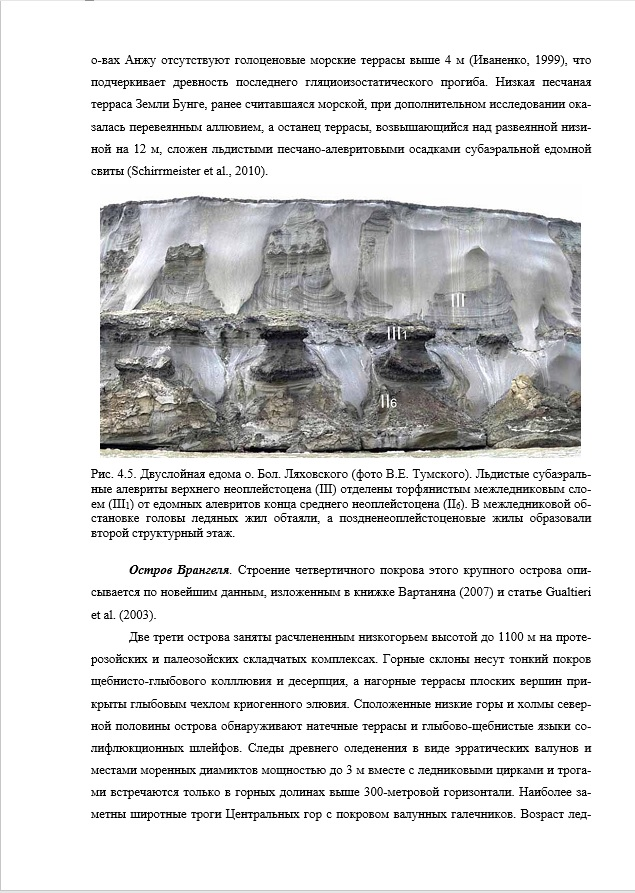 о-вах Анжу отсутствуют голоценовые морские террасы выше 4 м (Иваненко, 1999), что
подчеркивает древность последнего гляциоизостатического прогиба. Низкая песчаная
терраса Земли Бунге, ранее считавшаяся морской, при дополнительном исследовании ока-
залась перевеянным аллювием, а останец террасы, возвышающийся над развеянной низи-
ной на 12 м, сложен льдистыми песчано-алевритовыми осадками субаэральной едомной
свиты (Schirrmeister et al., 2010).
III
III1
II6
Рис. 4.5. Двуслойная едома о. Бол. Ляховского (фото В.Е. Тумского). Льдистые субаэраль-
ные алевриты верхнего неоплейстоцена (III) отделены торфянистым межледниковым сло-
ем (III1) от едомных алевритов конца среднего неоплейстоцена (II6). В межледниковой об-
становке головы ледяных жил обтаяли, а поздненеоплейстоценовые жилы образовали
второй структурный этаж.
Остров Врангеля. Строение четвертичного покрова этого крупного острова опи-
сывается по новейшим данным, изложенным в книжке Вартаняна (2007) и статье Gualtieri
et al. (2003).
Две трети острова заняты расчлененным низкогорьем высотой до 1100 м на проте-
розойских и палеозойских складчатых комплексах. Горные склоны несут тонкий покров
щебнисто-глыбового колллювия и десерпция, а нагорные террасы плоских вершин при-
крыты глыбовым чехлом криогенного элювия. Сположенные низкие горы и холмы север-
ной половины острова обнаруживают натечные террасы и глыбово-щебнистые языки со-
лифлюкционных шлейфов. Следы древнего оледенения в виде эрратических валунов и
местами моренных диамиктов мощностью до 3 м вместе с ледниковыми цирками и трога-
ми встречаются только в горных долинах выше 300-метровой горизонтали. Наиболее за-
метны широтные троги Центральных гор с покровом валунных галечников. Возраст лед-